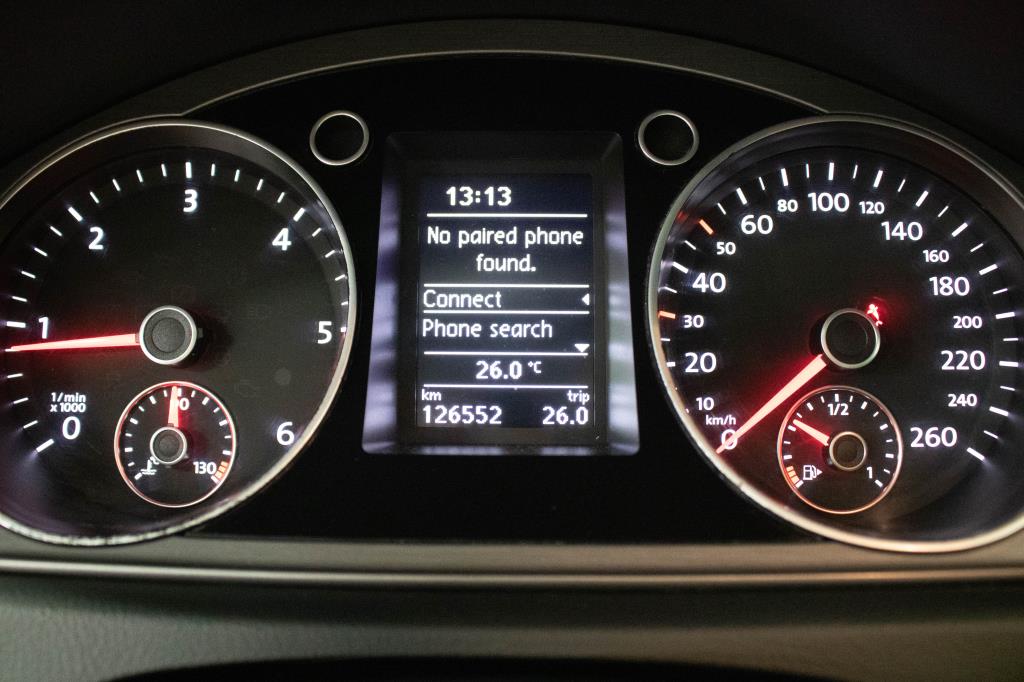 3
2
4
1
5
1/min
x 1000
0
6
90
130
13:13
No paired phone
found.
Connect
Phone search
26.0 °C
km trip
126552 26.0
100
80 120
60 140
50 160
40 180
30 200
20 220
10 240
km/h
0 260
1/2
1